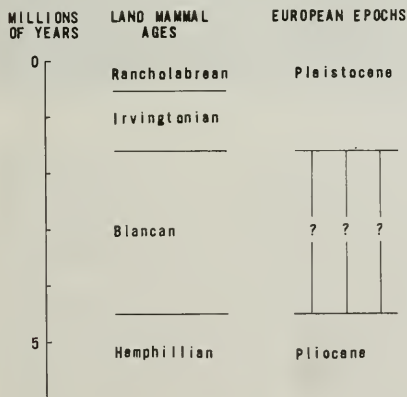 MILLIONS OF YEARS
LAND MAMMAL AGES
EUROPEAN EPOCHS
0
Rancholabrean
Pleistocene
Irvingtonian
Blancan
? ? ?
5
Hemphillian
Pliocene